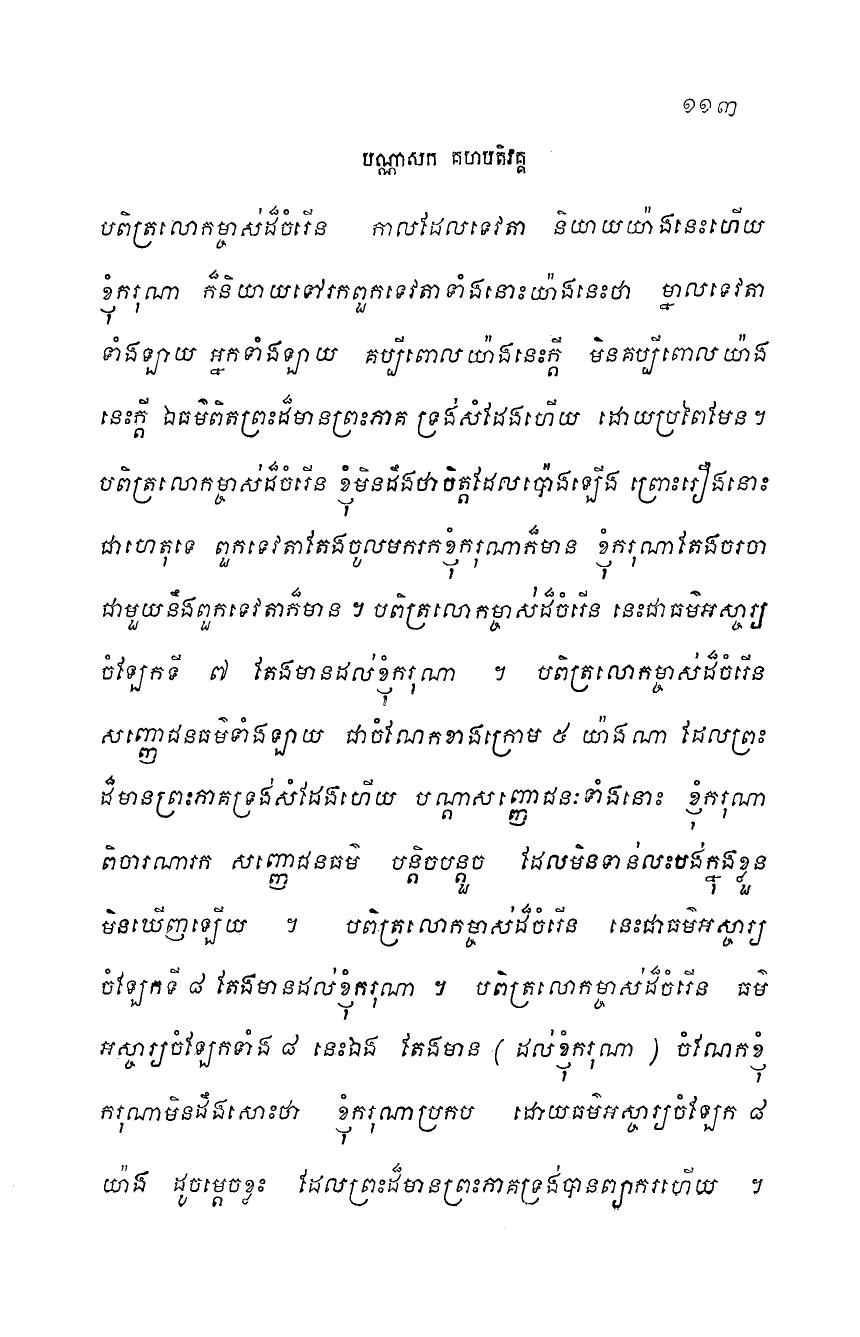 ១១៣
បណ្ណាសក គហបតិវគ្គ
បពិត្រលោកម្ចាស់ដ៏ចំរើន កាលដែលទេវតា និយាយយ៉ាងនេះហើយ
ខ្ញុំករុណា ក៏និយាយទៅរកពួកទេវតាទាំងនោះយ៉ាងនេះថា ម្នាលទេវតា
ទាំងឡាយ អ្នកទាំងឡាយ គប្បីពោលយ៉ាងនេះក្តី មិនគប្បីពោលយ៉ាង
នេះក្តី ឯធម៌ពិតព្រះដ៏មានព្រះភាគ ទ្រង់សំដែងហើយ ដោយប្រពៃមែន។
បពិត្រលោកម្ចាស់ដ៏ចំរើន ខ្ញុំមិនដឹងថាចិត្តដែលប៉ោងឡើង ព្រោះរឿងនោះ
ជាហេតុទេ ពួកទេវតាតែងចូលមករកខ្ញុំករុណាក៏មាន ខ្ញុំករុណាតែងចរចា
ជាមួយនឹងពួកទេវតាក៏មាន ។ បពិត្រលោកម្ចាស់ដ៏ចំរើន នេះជាធម៌អស្ចារ្យ
ចំឡែកទី ៧ តែងមានដល់ខ្ញុំករុណា ។ បពិត្រលោកម្ចាស់ដ៏ចំរើន
សញ្ញោជនធម៌ទាំងឡាយ ជាចំណែកខាងក្រោម ៥ យ៉ាងណា ដែលព្រះ
ដ៏មានព្រះភាគទ្រង់សំដែងហើយ បណ្តាសញ្ញោជនៈទាំងនោះ ខ្ញុំករុណា
ពិចារណារក សញ្ញោជនធម៌ បន្តិចបន្តួច ដែលមិនទាន់លះបង់ក្នុងខ្លួន
មិនឃើញឡើយ ។ បពិត្រលោកម្ចាស់ដ៏ចំរើន នេះជាធម៌អស្ចារ្យ
ចំឡែកទី ៨ តែងមានដល់ខ្ញុំករុណា ។ បពិត្រលោកម្ចាស់ដ៏ចំរើន ធម៌
អស្ចារ្យចំឡែកទាំង ៨ នេះឯង តែងមាន ( ដល់ខ្ញុំករុណា ) ចំណែកខ្ញុំ
ករុណាមិនដឹងសោះថា ខ្ញុំករុណាប្រកប ដោយធម៌អស្ចារ្យចំឡែក ៨
យ៉ាង ដូចម្តេចខ្លះ ដែលព្រះដ៏មានព្រះភាគទ្រង់បានព្យាករហើយ ។